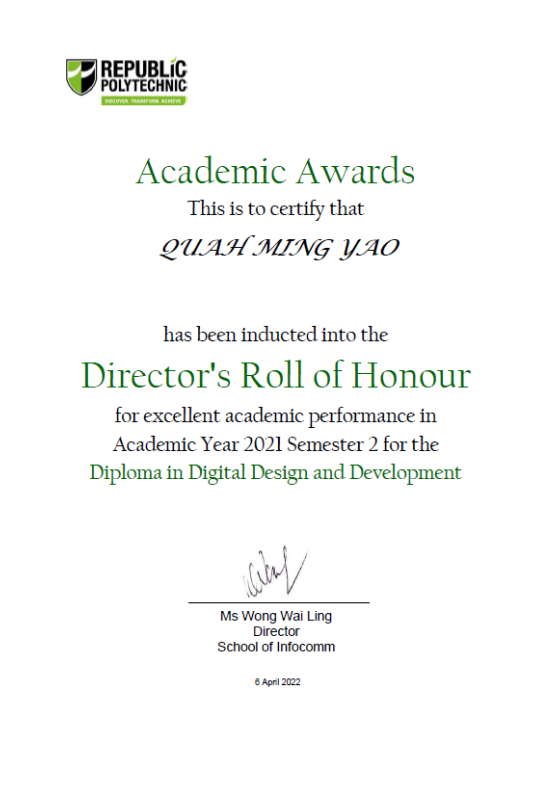 REPUBLIC
POLYTECHNIC
DISCOVER. TRANSFORM. ACHIEVE
Academic Awards
This is to certify that
QUAH MING YAO
has been inducted into the
Director's Roll of Honour
for excellent academic performance in
Academic Year 2021 Semester 2 for the
Diploma in Digital Design and Development
Ms Wong Wai Ling
Director
School of Infocomm
6 April 2022